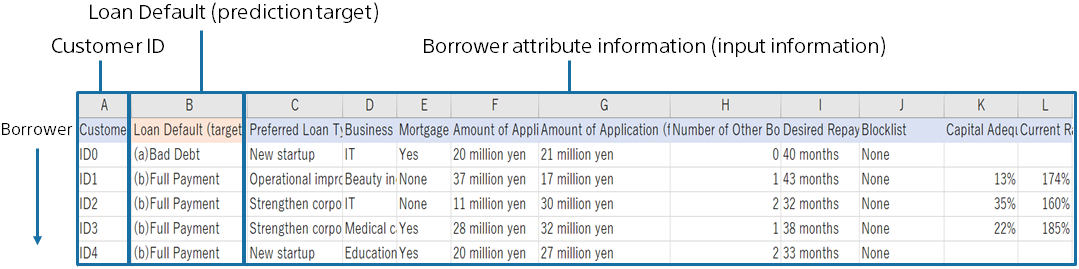 Loan Default (prediction target)
Customer ID
Borrower attribute information (input information)
A B C D E F G H I J K L
Borrower
Custome Loan Default (target Preferred Loan Ty Business Mortgage Amount of Appli Amount of Application (f Number of Other Bo Desired Repay Blocklist Capital Adequ Current Ra
ID0 (a)Bad Debt New startup IT Yes 20 million yen 21 million yen 0 40 months None
ID1 (b)Full Payment Operational impro Beauty in None 37 million yen 17 million yen 1 43 months None 13% 174%
ID2 (b)Full Payment Strengthen corpo IT None 11 million yen 30 million yen 2 32 months None 35% 160%
ID3 (b)Full Payment Strengthen corpo Medical c Yes 28 million yen 32 million yen 1 38 months None 22% 185%
ID4 (b)Full Payment New startup Education Yes 20 million yen 27 million yen 2 33 months None